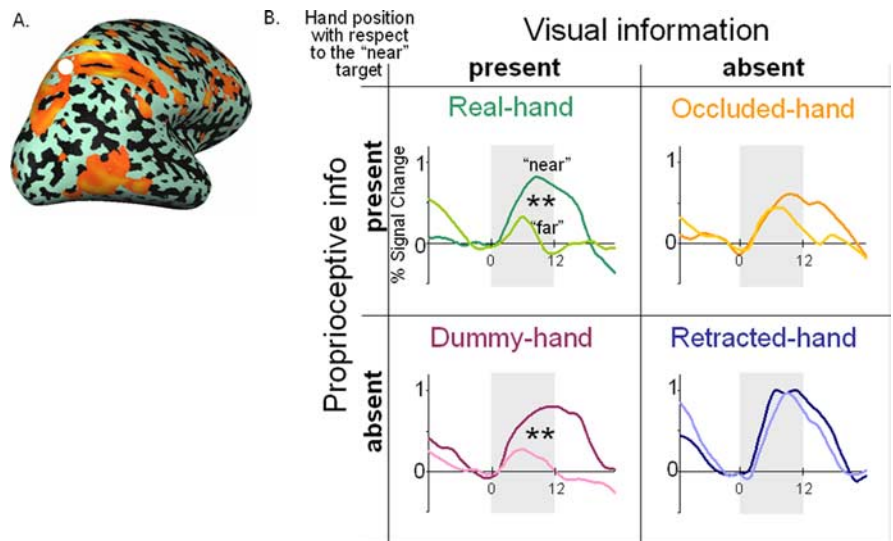 A.
B.
Hand position
with respect
to the “near”
target
Visual information
present
absent
Proprioceptive info
present
absent
Real-hand
% Signal Change
1
0
“near”
**
“far”
0
12
Occluded-hand
1
0
0
12
Dummy-hand
1
0
**
0
12
Retracted-hand
1
0
0
12